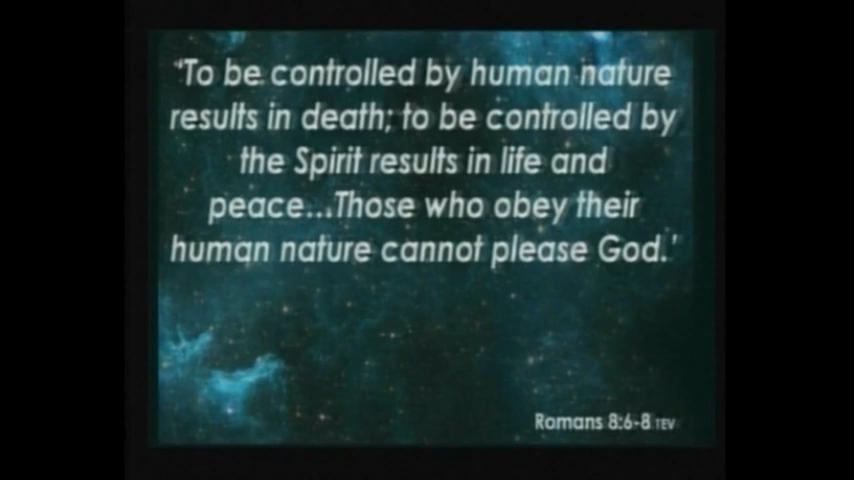 "To be controlled by human nature
results in death; to be controlled by
the Spirit results in life and
peace...Those who obey their
human nature cannot please God.'
Romans 8:6-8 TEV